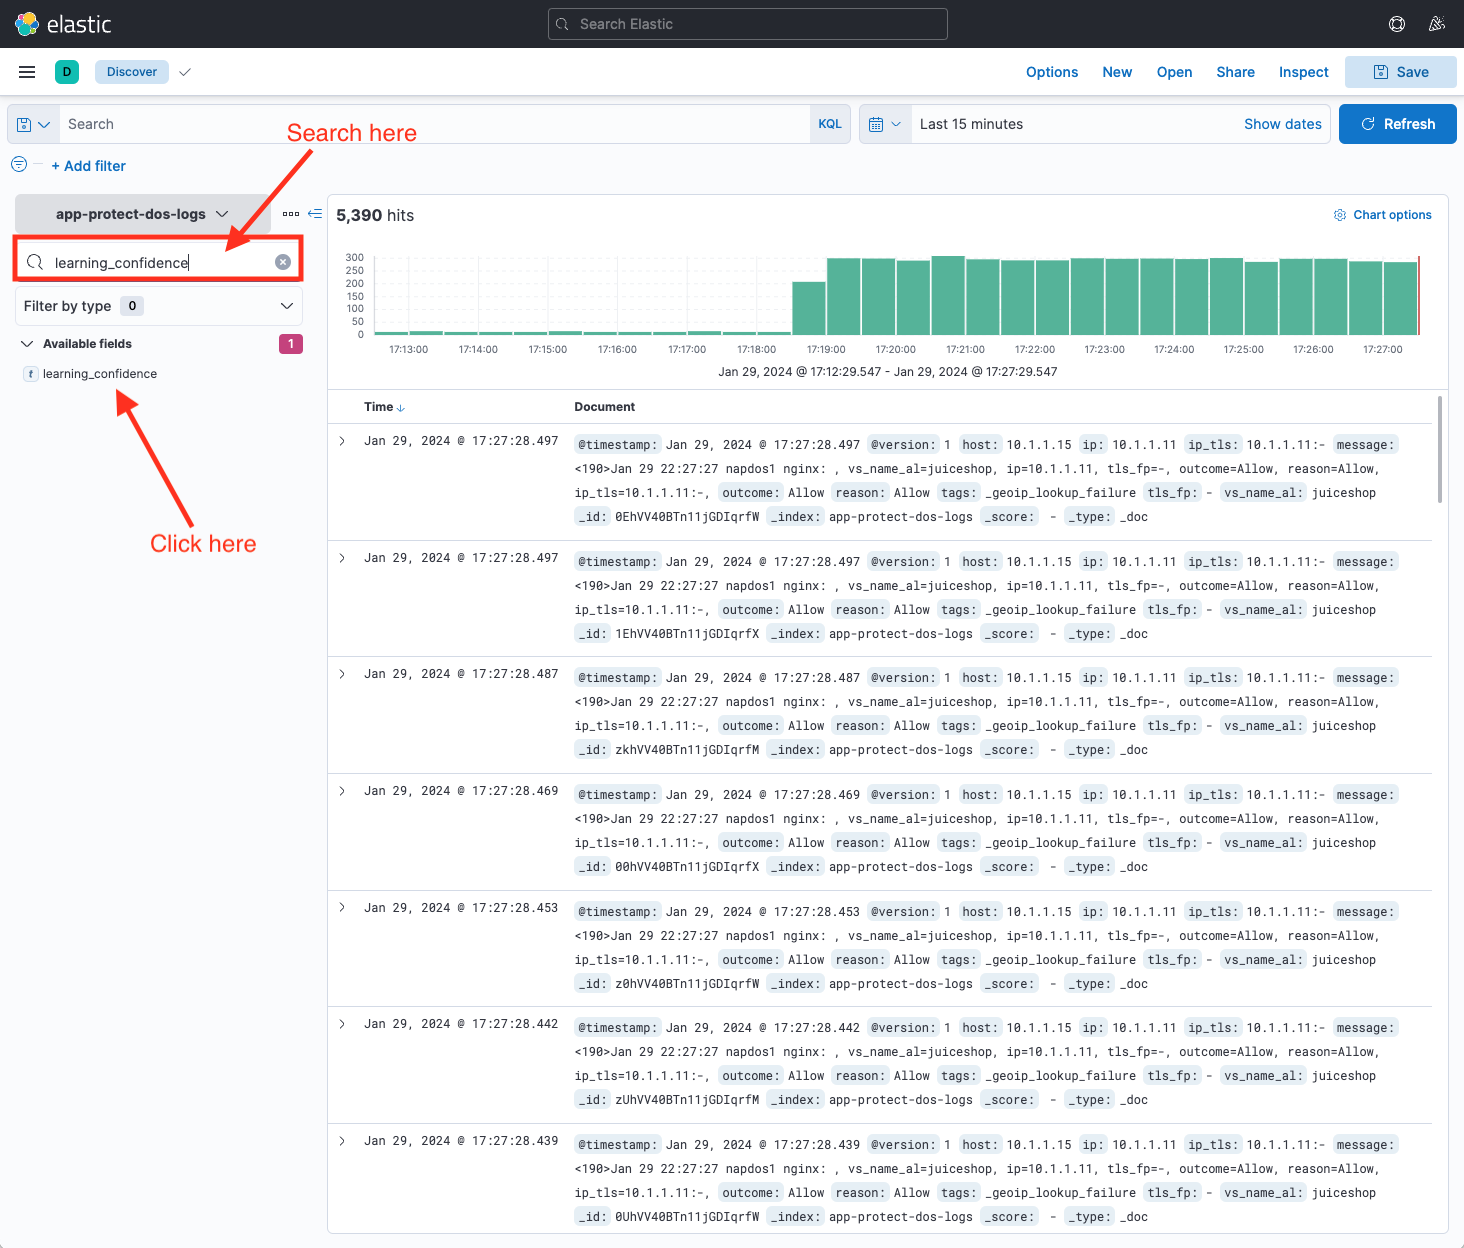 elastic
Search Elastic
D
Discover
Options
New
Open
Share
Inspect
Save
Search
KQL
Last 15 minutes
Show dates
Refresh
Search here
+ Add filter
app-protect-dos-logs
learning_confidence
Filter by type 0
Available fields 1
t learning_confidence
Click here
5,390 hits
Chart options
300
250
200
150
100
50
0
17:13:00 17:14:00 17:15:00 17:16:00 17:17:00 17:18:00 17:19:00 17:20:00 17:21:00 17:22:00 17:23:00 17:24:00 17:25:00 17:26:00 17:27:00
Jan 29, 2024 @ 17:12:29.547 - Jan 29, 2024 @ 17:27:29.547
Time Document
Jan 29, 2024 @ 17:27:28.497 @timestamp: Jan 29, 2024 @ 17:27:28.497 @version: 1 host: 10.1.1.15 ip: 10.1.1.11 ip_tls: 10.1.1.11:- message:
<190>Jan 29 22:27:27 napdos1 nginx: , vs_name_al=juiceshop, ip=10.1.1.11, tls_fp=-, outcome=Allow, reason=Allow,
ip_tls=10.1.1.11:-, outcome: Allow reason: Allow tags: _geoip_lookup_failure tls_fp: - vs_name_al: juiceshop
_id: 0EhVV40BTn11jGDIqrfW _index: app-protect-dos-logs _score: - _type: _doc
Jan 29, 2024 @ 17:27:28.497 @timestamp: Jan 29, 2024 @ 17:27:28.497 @version: 1 host: 10.1.1.15 ip: 10.1.1.11 ip_tls: 10.1.1.11:- message:
<190>Jan 29 22:27:27 napdos1 nginx: , vs_name_al=juiceshop, ip=10.1.1.11, tls_fp=-, outcome=Allow, reason=Allow,
ip_tls=10.1.1.11:-, outcome: Allow reason: Allow tags: _geoip_lookup_failure tls_fp: - vs_name_al: juiceshop
_id: 1EhVV40BTn11jGDIqrfX _index: app-protect-dos-logs _score: - _type: _doc
Jan 29, 2024 @ 17:27:28.487 @timestamp: Jan 29, 2024 @ 17:27:28.487 @version: 1 host: 10.1.1.15 ip: 10.1.1.11 ip_tls: 10.1.1.11:- message:
<190>Jan 29 22:27:27 napdos1 nginx: , vs_name_al=juiceshop, ip=10.1.1.11, tls_fp=-, outcome=Allow, reason=Allow,
ip_tls=10.1.1.11:-, outcome: Allow reason: Allow tags: _geoip_lookup_failure tls_fp: - vs_name_al: juiceshop
_id: zkhVV40BTn11jGDIqrfM _index: app-protect-dos-logs _score: - _type: _doc
Jan 29, 2024 @ 17:27:28.469 @timestamp: Jan 29, 2024 @ 17:27:28.469 @version: 1 host: 10.1.1.15 ip: 10.1.1.11 ip_tls: 10.1.1.11:- message:
<190>Jan 29 22:27:27 napdos1 nginx: , vs_name_al=juiceshop, ip=10.1.1.11, tls_fp=-, outcome=Allow, reason=Allow,
ip_tls=10.1.1.11:-, outcome: Allow reason: Allow tags: _geoip_lookup_failure tls_fp: - vs_name_al: juiceshop
_id: 00hVV40BTn11jGDIqrfX _index: app-protect-dos-logs _score: - _type: _doc
Jan 29, 2024 @ 17:27:28.453 @timestamp: Jan 29, 2024 @ 17:27:28.453 @version: 1 host: 10.1.1.15 ip: 10.1.1.11 ip_tls: 10.1.1.11:- message:
<190>Jan 29 22:27:27 napdos1 nginx: , vs_name_al=juiceshop, ip=10.1.1.11, tls_fp=-, outcome=Allow, reason=Allow,
ip_tls=10.1.1.11:-, outcome: Allow reason: Allow tags: _geoip_lookup_failure tls_fp: - vs_name_al: juiceshop
_id: z0hVV40BTn11jGDIqrfW _index: app-protect-dos-logs _score: - _type: _doc
Jan 29, 2024 @ 17:27:28.442 @timestamp: Jan 29, 2024 @ 17:27:28.442 @version: 1 host: 10.1.1.15 ip: 10.1.1.11 ip_tls: 10.1.1.11:- message:
<190>Jan 29 22:27:27 napdos1 nginx: , vs_name_al=juiceshop, ip=10.1.1.11, tls_fp=-, outcome=Allow, reason=Allow,
ip_tls=10.1.1.11:-, outcome: Allow reason: Allow tags: _geoip_lookup_failure tls_fp: - vs_name_al: juiceshop
_id: zUhVV40BTn11jGDIqrfM _index: app-protect-dos-logs _score: - _type: _doc
Jan 29, 2024 @ 17:27:28.439 @timestamp: Jan 29, 2024 @ 17:27:28.439 @version: 1 host: 10.1.1.15 ip: 10.1.1.11 ip_tls: 10.1.1.11:- message:
<190>Jan 29 22:27:27 napdos1 nginx: , vs_name_al=juiceshop, ip=10.1.1.11, tls_fp=-, outcome=Allow, reason=Allow,
ip_tls=10.1.1.11:-, outcome: Allow reason: Allow tags: _geoip_lookup_failure tls_fp: - vs_name_al: juiceshop
_id: 0UhVV40BTn11jGDIqrfW _index: app-protect-dos-logs _score: - _type: _doc